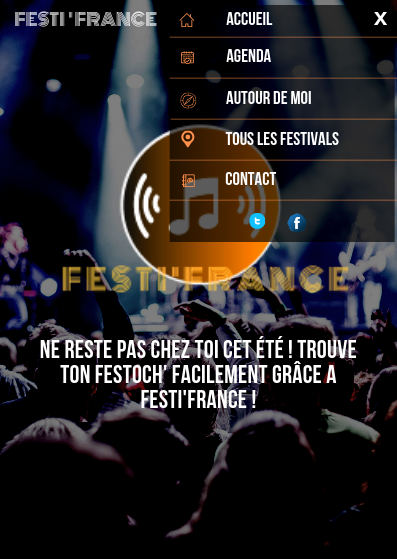 FESTI'FRANCE
ACCUEIL
X
AGENDA
AUTOUR DE MOI
TOUS LES FESTIVALS
CONTACT
t f
FESTI'FRANCE
NE RESTE PAS CHEZ TOI CET ÉTÉ ! TROUVE
TON FESTOCH' FACILEMENT GRÂCE A
FESTI'FRANCE !